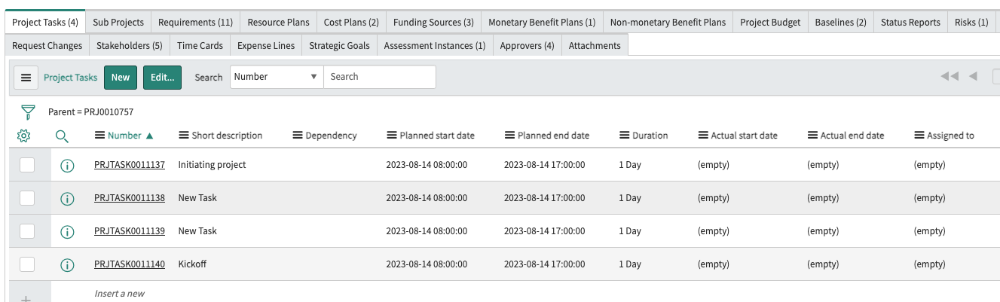 Project Tasks (4) Sub Projects Requirements (11) Resource Plans Cost Plans (2) Funding Sources (3) Monetary Benefit Plans (1) Non-monetary Benefit Plans Project Budget Baselines (2) Status Reports Risks (1)
Request Changes Stakeholders (5) Time Cards Expense Lines Strategic Goals Assessment Instances (1) Approvers (4) Attachments
Project Tasks New Edit... Search Number Search
Parent = PRJ0010757
Number Short description Dependency Planned start date Planned end date Duration Actual start date Actual end date Assigned to
PRJTASK0011137 Initiating project 2023-08-14 08:00:00 2023-08-14 17:00:00 1 Day (empty) (empty) (empty)
PRJTASK0011138 New Task 2023-08-14 08:00:00 2023-08-14 17:00:00 1 Day (empty) (empty) (empty)
PRJTASK0011139 New Task 2023-08-14 08:00:00 2023-08-14 17:00:00 1 Day (empty) (empty) (empty)
PRJTASK0011140 Kickoff 2023-08-14 08:00:00 2023-08-14 17:00:00 1 Day (empty) (empty) (empty)
Insert a new